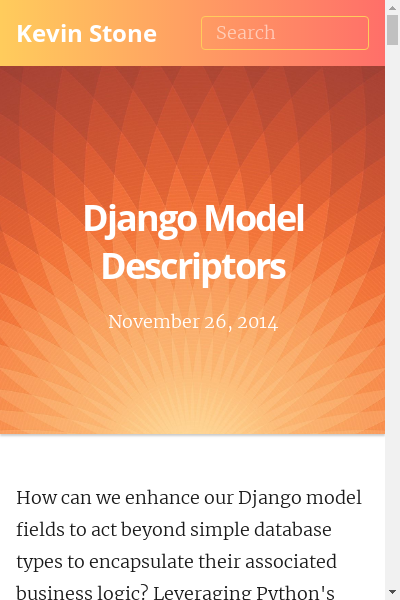 Kevin Stone
Search
Django Model
Descriptors
November 26, 2014
How can we enhance our Django model
fields to act beyond simple database
types to encapsulate their associated
business logic? Leveraging Python's